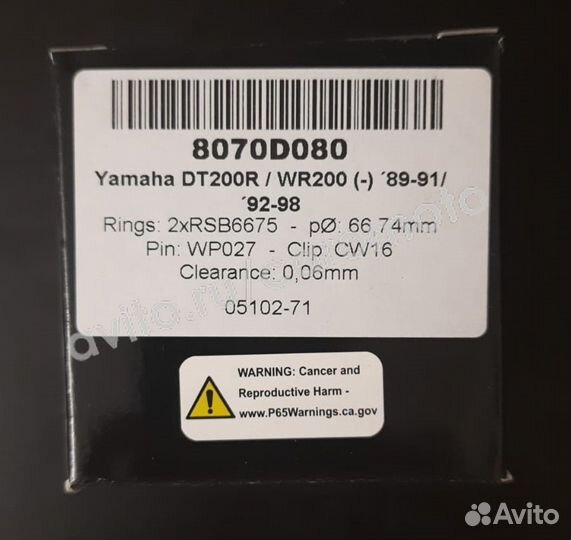 8070D080
Yamaha DT200R / WR200 (-) ´89-91/
´92-98
Rings: 2xRSB6675 - pØ: 66,74mm
Pin: WP027 - Clip: CW16
Clearance: 0,06mm
05102-71
WARNING: Cancer and
Reproductive Harm -
www.P65Warnings.ca.gov
Avito